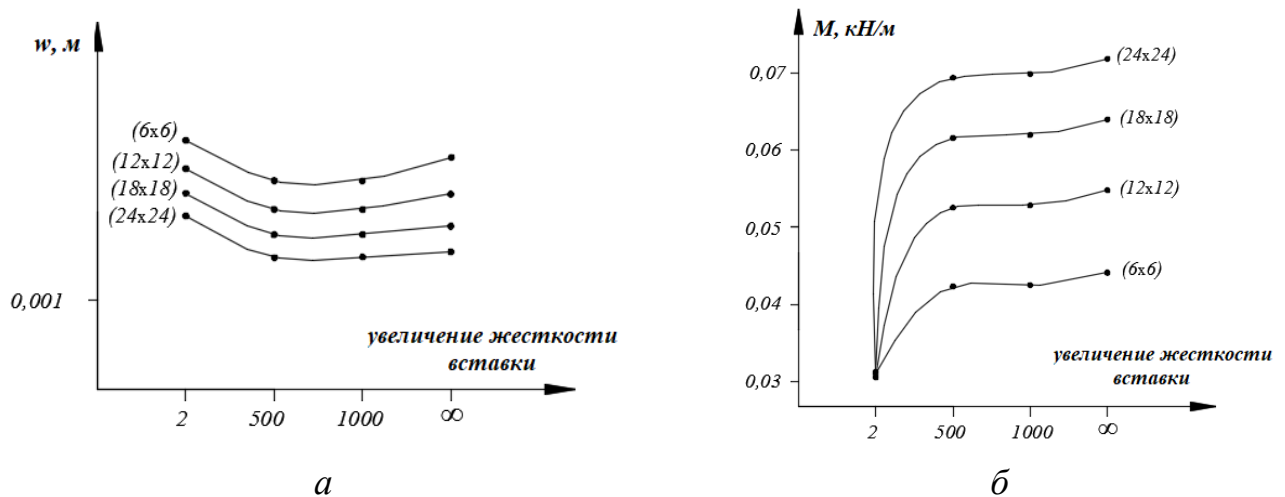 w, м
(6x6)
(12x12)
(18x18)
(24x24)
0,001
увеличение жесткости
вставки
2 500 1000 ∞
а
М, кН/м
0,07
0,06
0,05
0,04
0,03
(24x24)
(18x18)
(12x12)
(6x6)
увеличение жесткости
вставки
2 500 1000 ∞
б